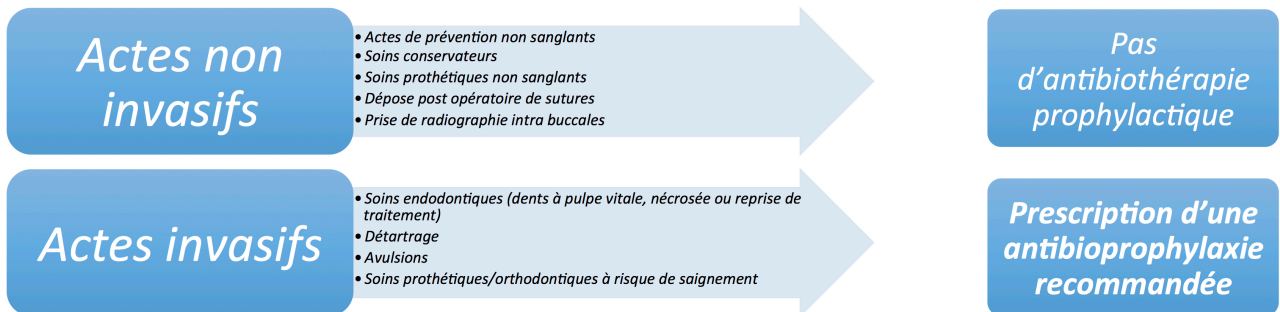 Actes non
invasifs
• Actes de prévention non sanglants
• Soins conservateurs
• Soins prothétiques non sanglants
• Dépose post opératoire de sutures
• Prise de radiographie intra buccales
Pas
d’antibiothérapie
prophylactique
Actes invasifs
• Soins endodontiques (dents à pulpe vitale, nécrosée ou reprise de
traitement)
• Détartrage
• Avulsions
• Soins prothétiques/orthodontiques à risque de saignement
Prescription d’une
antibioprophylaxie
recommandée